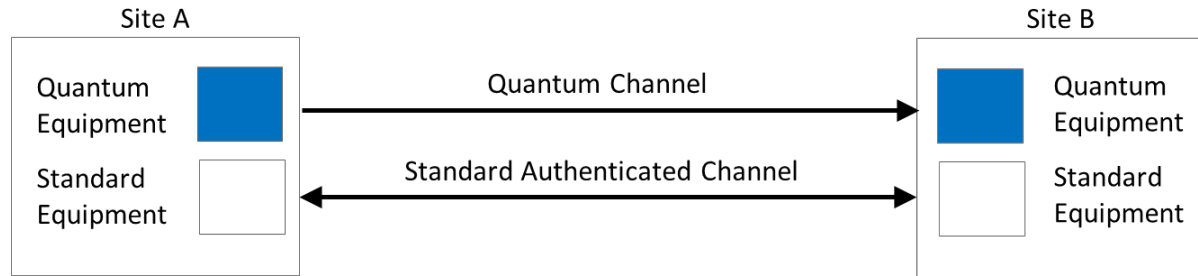 Site A
Site B
Quantum
Equipment
Quantum Channel
Quantum
Equipment
Standard
Equipment
Standard Authenticated Channel
Standard
Equipment